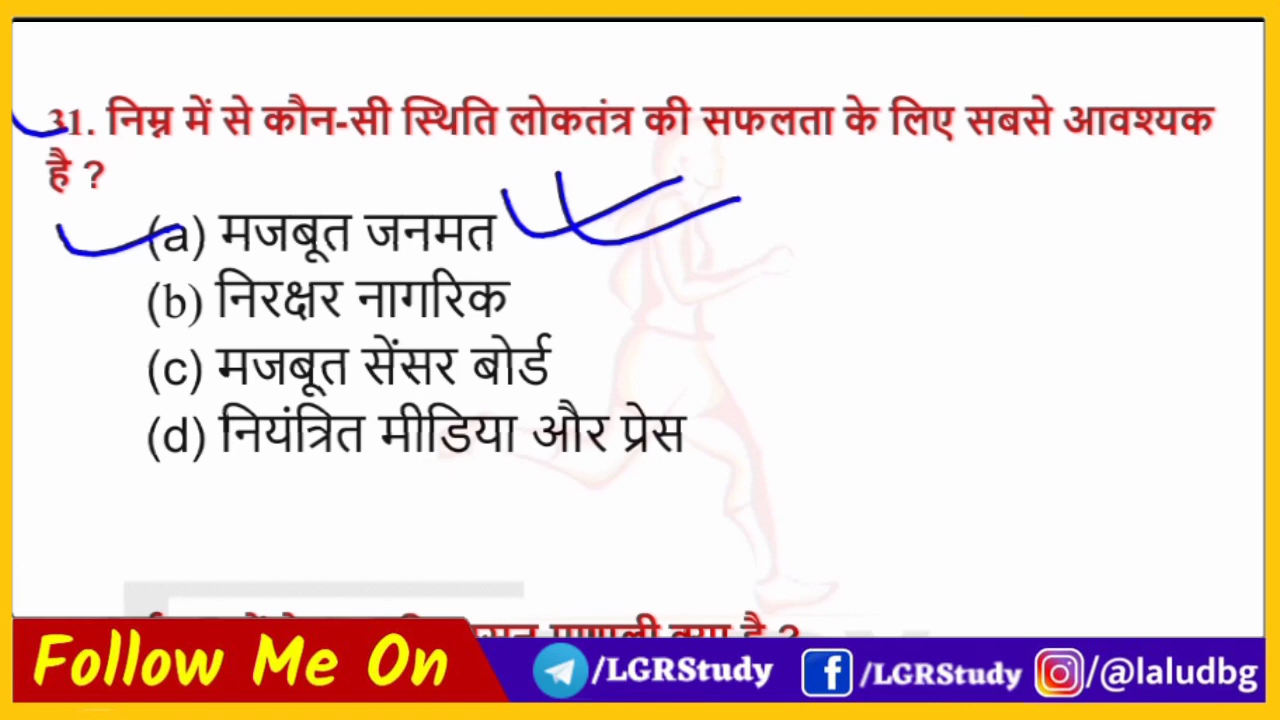 31. निम्न में से कौन-सी स्थिति लोकतंत्र की सफलता के लिए सबसे आवश्यक
है ?
(a) मजबूत जनमत
(b) निरक्षर नागरिक
(c) मजबूत सेंसर बोर्ड
(d) नियंत्रित मीडिया और प्रेस
क्या है ?
Follow Me On
/LGRStudy
/LGRStudy
/@laludbg